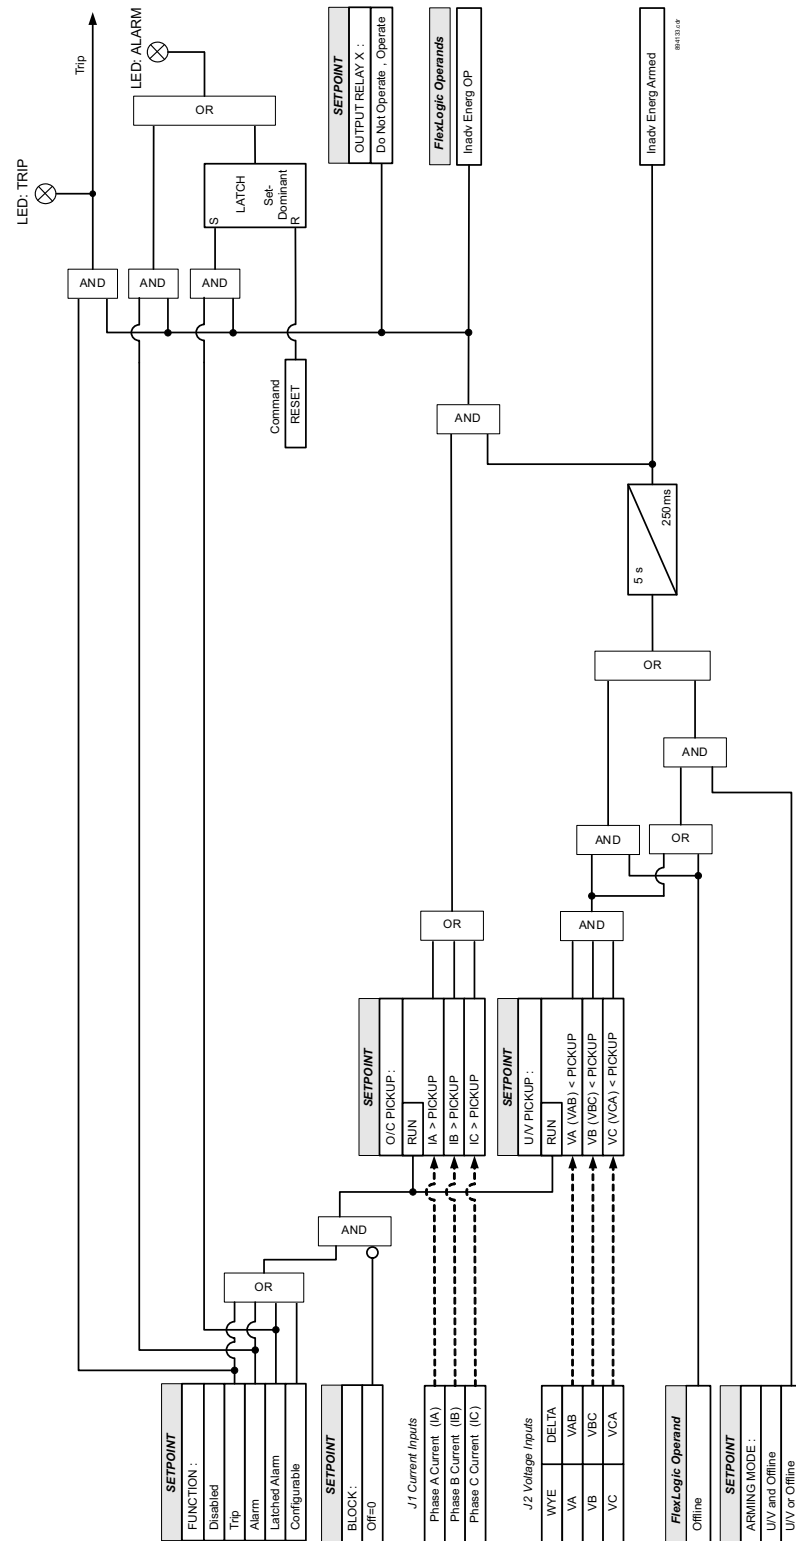 SETPOINT
FUNCTION :
Disabled
Trip
Alarm
Latched Alarm
Configurable
SETPOINT
BLOCK :
Off=0
J1 Current Inputs
Phase A Current (IA)
Phase B Current (IB)
Phase C Current (IC)
J2 Voltage Inputs
WYE DELTA
VA VAB
VB VBC
VC VCA
FlexLogic Operand
Offline
SETPOINT
ARMING MODE :
U/V and Offline
U/V or Offline
OR
AND
SETPOINT
O/C PICKUP :
RUN
IA > PICKUP
IB > PICKUP
IC > PICKUP
SETPOINT
U/V PICKUP :
RUN
VA (VAB) < PICKUP
VB (VBC) < PICKUP
VC (VCA) < PICKUP
OR
AND
AND
OR
AND
OR
5 s
250 ms
AND
Command
RESET
AND
AND
AND
S
LATCH
Set-
Dominant
R
OR
LED: TRIP
Trip
LED: ALARM
SETPOINT
OUTPUT RELAY X :
Do Not Operate , Operate
FlexLogic Operands
Inadv Energ OP
Inadv Energ Armed
894133.cdr